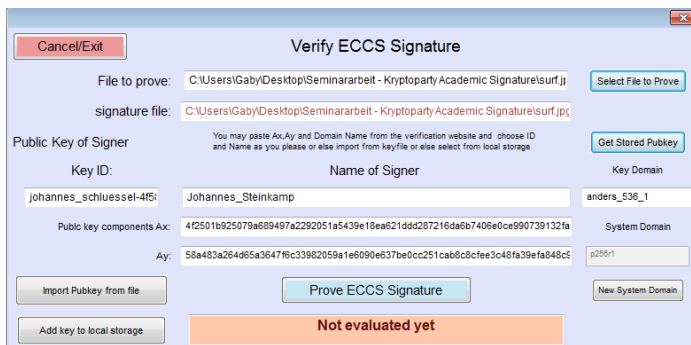 Cancel/Exit
Verify ECCS Signature
File to prove:
C:\Users\Gaby\Desktop\Seminararbeit - Kryptoparty Academic Signature\surf.jp
Select File to Prove
signature file:
C:\Users\Gaby\Desktop\Seminararbeit - Kryptoparty Academic Signature\surf.jpg
Public Key of Signer
You may paste Ax,Ay and Domain Name from the verification website and choose ID
and Name as you please or else import from keyfile or else select from local storage
Get Stored Pubkey
Key ID:
Name of Signer
Key Domain
johannes_schluessel-4f5
Johannes_Steinkamp
anders_536_1
Publc key components Ax:
4f2501b925079a689497a2292051a5439e18ea621ddd287216da6b7406e0ce990739132fa
System Domain
Ay:
58a483a264d65a3647f6c33982059a1e6090e637be0cc251cab8c8cfee3c48fa39efa848c9
p256r1
Import Pubkey from file
Prove ECCS Signature
New System Domain
Add key to local storage
Not evaluated yet